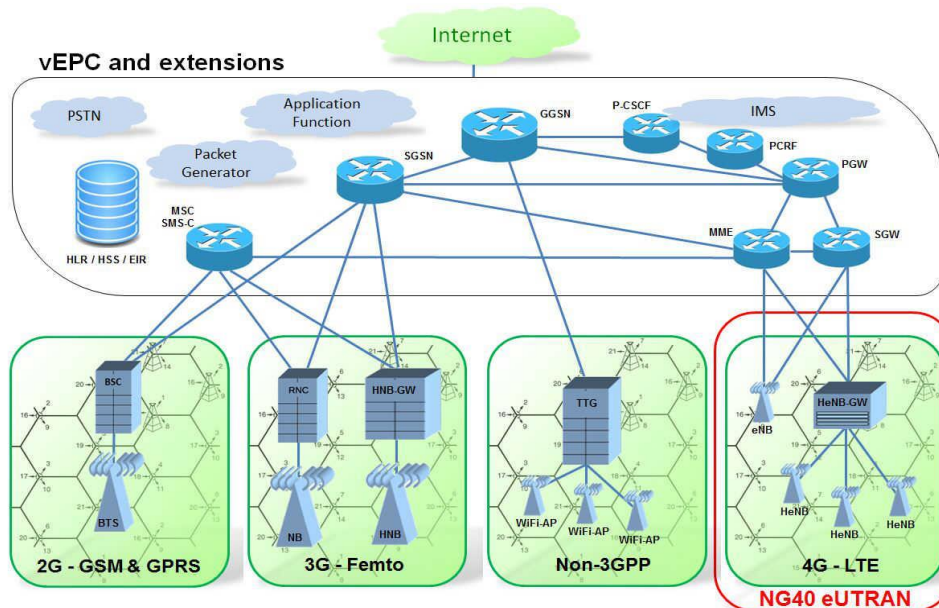 Internet
vEPC and extensions
PSTN
Application
Function
GGSN
P-CSCF
IMS
PCRF
Packet
Generator
SGSN
PGW
MSC
SMS-C
MME
SGW
HLR / HSS / EIR
BSC
BTS
2G - GSM & GPRS
RNC
HNB-GW
NB
HNB
3G - Femto
TTG
WiFi-AP
WiFi-AP
WiFi-AP
Non-3GPP
eNB
HeNB-GW
HeNB
HeNB
HeNB
4G - LTE
NG40 eUTRAN